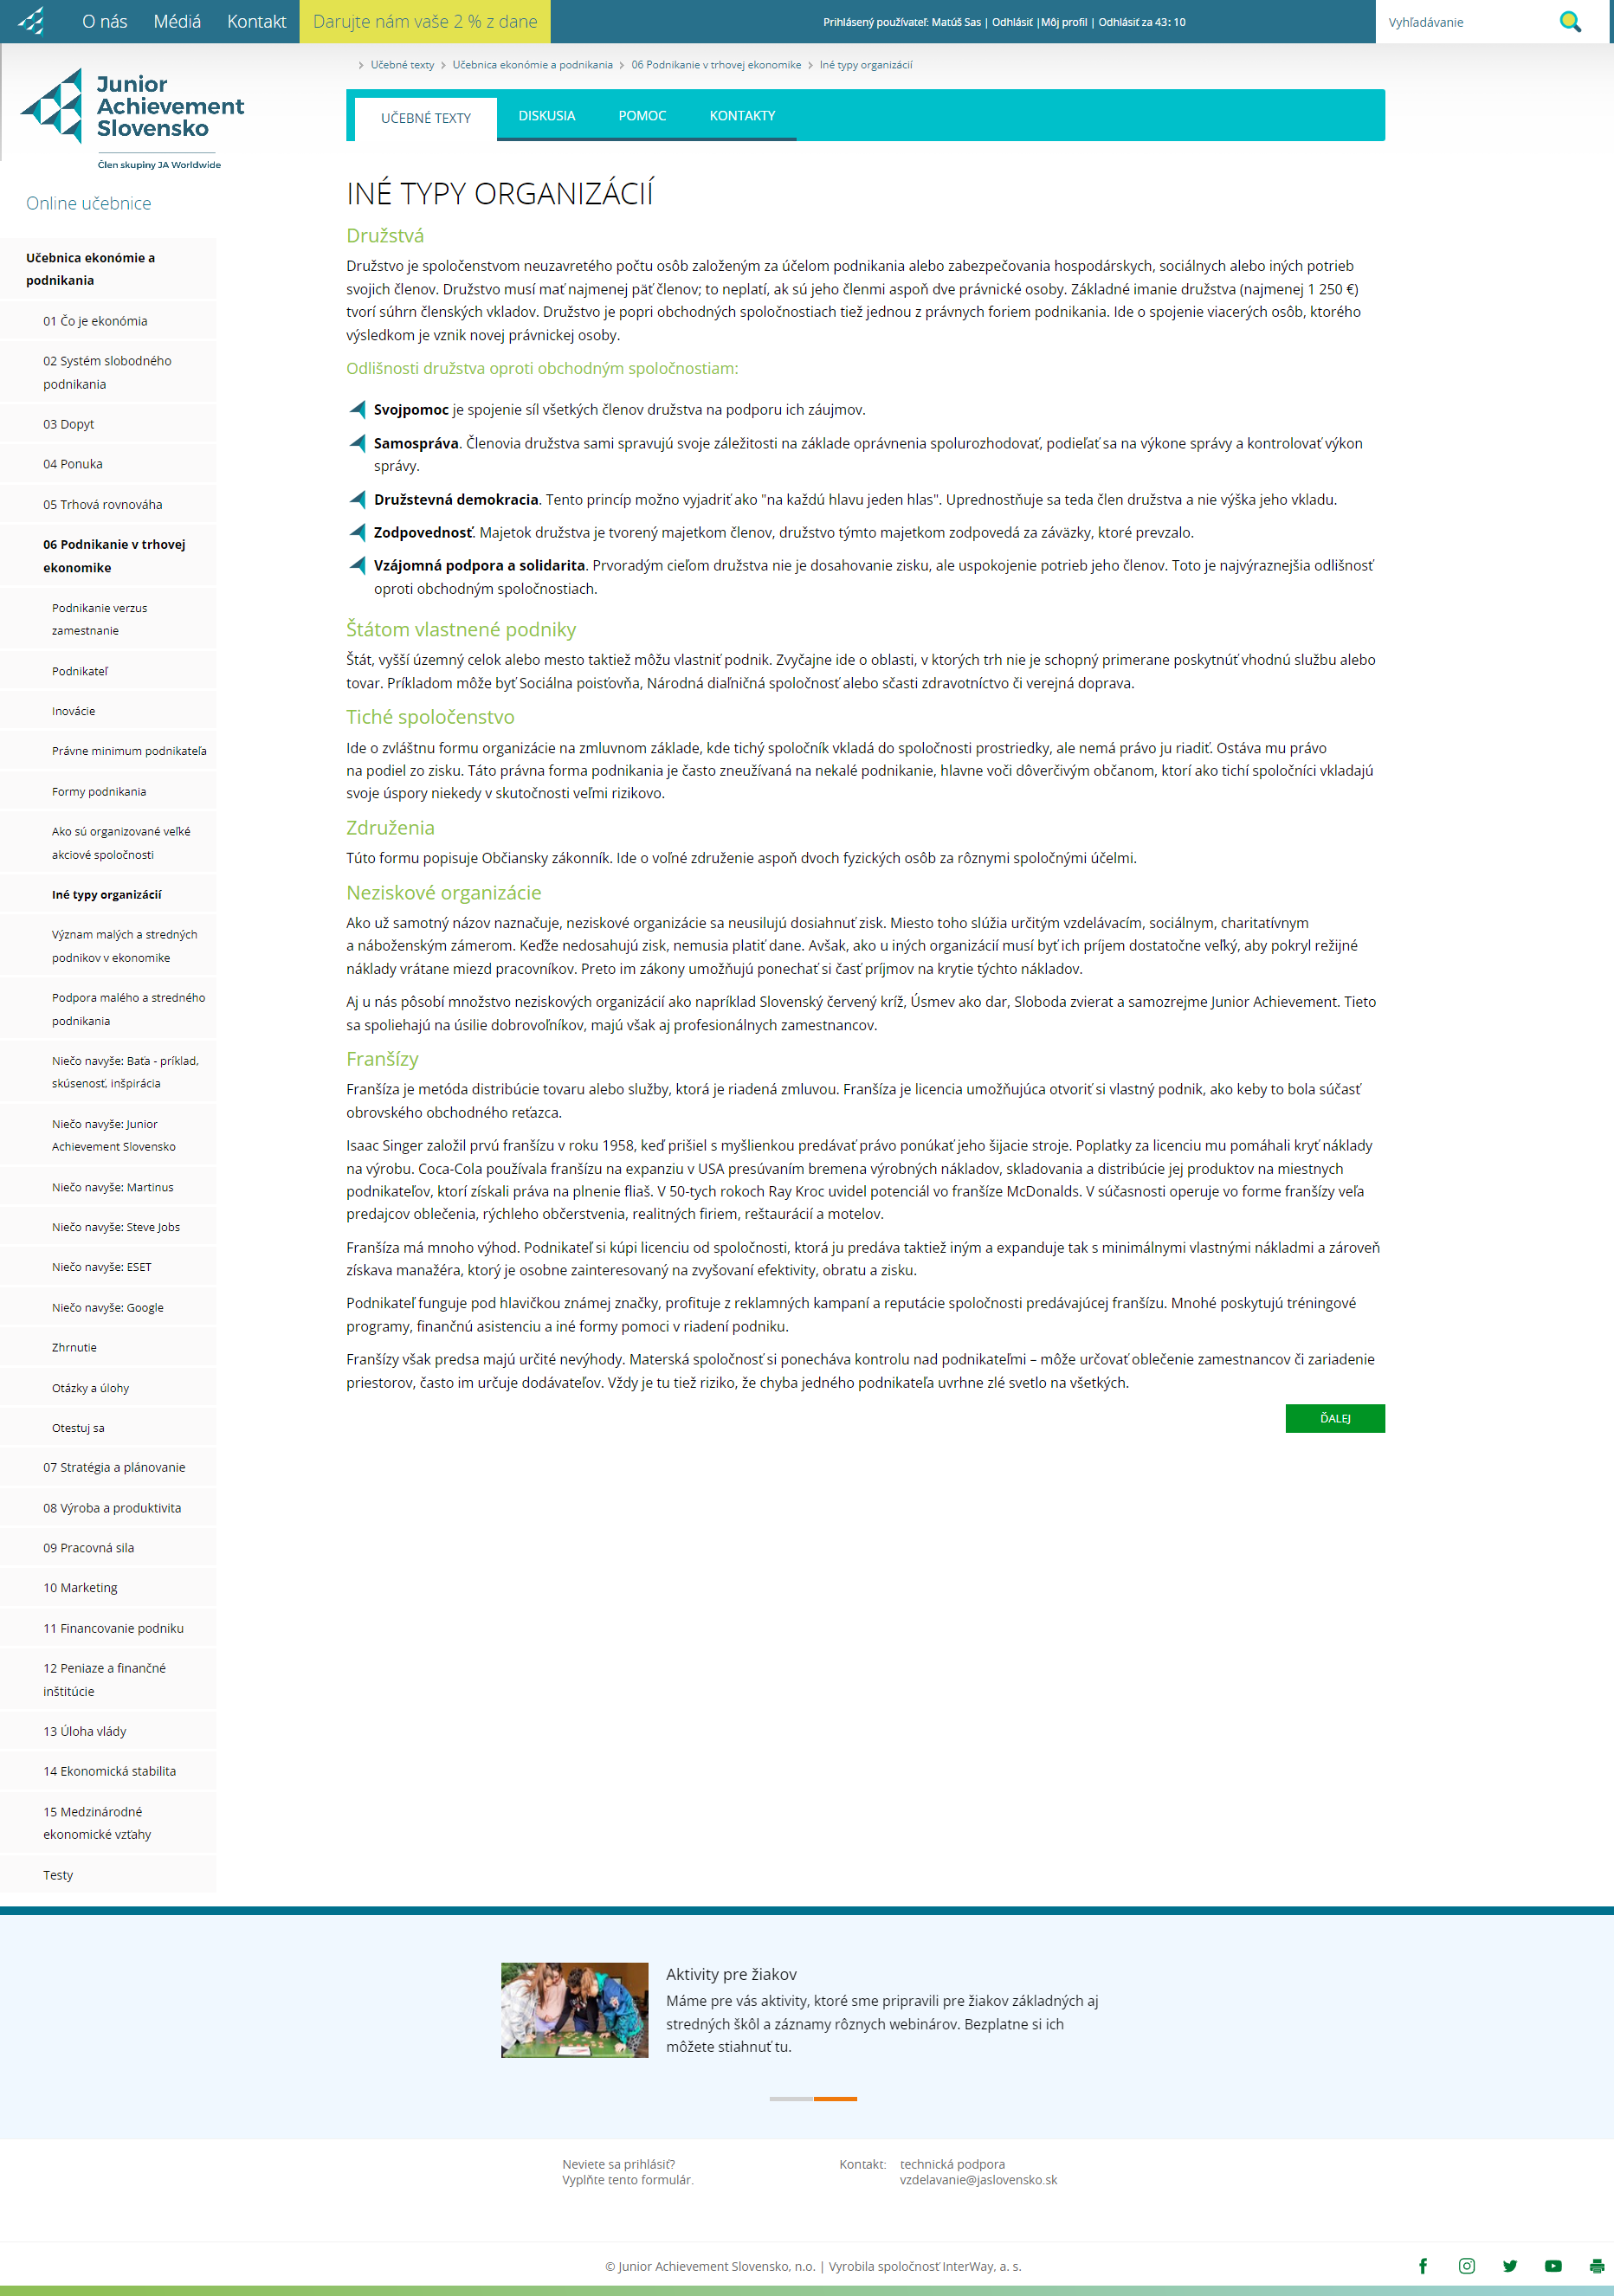 O nás Médiá Kontakt Darujte nám vaše 2 % z dane Prihlásený používateľ: Matúš Sas | Odhlásiť |Môj profil | Odhlásiť za 43: 10 Vyhľadávanie
Učebné texty Učebnica ekonómie a podnikania 06 Podnikanie v trhovej ekonomike Iné typy organizácií
Junior
Achievement
Slovensko
Člen skupiny JA Worldwide
UČEBNÉ TEXTY DISKUSIA POMOC KONTAKTY
Online učebnice
Učebnica ekonómie a
podnikania
01 Čo je ekonómia
02 Systém slobodného
podnikania
03 Dopyt
04 Ponuka
05 Trhová rovnováha
06 Podnikanie v trhovej
ekonomike
Podnikanie verzus
zamestnanie
Podnikateľ
Inovácie
Právne minimum podnikateľa
Formy podnikania
Ako sú organizované veľké
akciové spoločnosti
Iné typy organizácií
Význam malých a stredných
podnikov v ekonomike
Podpora malého a stredného
podnikania
Niečo navyše: Baťa - príklad,
skúsenosť, inšpirácia
Niečo navyše: Junior
Achievement Slovensko
Niečo navyše: Martinus
Niečo navyše: Steve Jobs
Niečo navyše: ESET
Niečo navyše: Google
Zhrnutie
Otázky a úlohy
Otestuj sa
07 Stratégia a plánovanie
08 Výroba a produktivita
09 Pracovná sila
10 Marketing
11 Financovanie podniku
12 Peniaze a finančné
inštitúcie
13 Úloha vlády
14 Ekonomická stabilita
15 Medzinárodné
ekonomické vzťahy
Testy
INÉ TYPY ORGANIZÁCIÍ
Družstvá
Družstvo je spoločenstvom neuzavretého počtu osôb založeným za účelom podnikania alebo zabezpečovania hospodárskych, sociálnych alebo iných potrieb
svojich členov. Družstvo musí mať najmenej päť členov; to neplatí, ak sú jeho členmi aspoň dve právnické osoby. Základné imanie družstva (najmenej 1 250 €)
tvorí súhrn členských vkladov. Družstvo je popri obchodných spoločnostiach tiež jednou z právnych foriem podnikania. Ide o spojenie viacerých osôb, ktorého
výsledkom je vznik novej právnickej osoby.
Odlišnosti družstva oproti obchodným spoločnostiam:
Svojpomoc je spojenie síl všetkých členov družstva na podporu ich záujmov.
Samospráva. Členovia družstva sami spravujú svoje záležitosti na základe oprávnenia spolurozhodovať, podieľať sa na výkone správy a kontrolovať výkon
správy.
Družstevná demokracia. Tento princíp možno vyjadriť ako "na každú hlavu jeden hlas". Uprednostňuje sa teda člen družstva a nie výška jeho vkladu.
Zodpovednosť. Majetok družstva je tvorený majetkom členov, družstvo týmto majetkom zodpovedá za záväzky, ktoré prevzalo.
Vzájomná podpora a solidarita. Prvoradým cieľom družstva nie je dosahovanie zisku, ale uspokojenie potrieb jeho členov. Toto je najvýraznejšia odlišnosť
oproti obchodným spoločnostiach.
Štátom vlastnené podniky
Štát, vyšší územný celok alebo mesto taktiež môžu vlastniť podnik. Zvyčajne ide o oblasti, v ktorých trh nie je schopný primerane poskytnúť vhodnú službu alebo
tovar. Príkladom môže byť Sociálna poisťovňa, Národná diaľničná spoločnosť alebo sčasti zdravotníctvo či verejná doprava.
Tiché spoločenstvo
Ide o zvláštnu formu organizácie na zmluvnom základe, kde tichý spoločník vkladá do spoločnosti prostriedky, ale nemá právo ju riadiť. Ostáva mu právo
na podiel zo zisku. Táto právna forma podnikania je často zneužívaná na nekalé podnikanie, hlavne voči dôverčivým občanom, ktorí ako tichí spoločníci vkladajú
svoje úspory niekedy v skutočnosti veľmi rizikovo.
Združenia
Túto formu popisuje Občiansky zákonník. Ide o voľné združenie aspoň dvoch fyzických osôb za rôznymi spoločnými účelmi.
Neziskové organizácie
Ako už samotný názov naznačuje, neziskové organizácie sa neusilujú dosiahnuť zisk. Miesto toho slúžia určitým vzdelávacím, sociálnym, charitatívnym
a náboženským zámerom. Keďže nedosahujú zisk, nemusia platiť dane. Avšak, ako u iných organizácií musí byť ich príjem dostatočne veľký, aby pokryl režijné
náklady vrátane miezd pracovníkov. Preto im zákony umožňujú ponechať si časť príjmov na krytie týchto nákladov.
Aj u nás pôsobí množstvo neziskových organizácií ako napríklad Slovenský červený kríž, Úsmev ako dar, Sloboda zvierat a samozrejme Junior Achievement. Tieto
sa spoliehajú na úsilie dobrovoľníkov, majú však aj profesionálnych zamestnancov.
Franšízy
Franšíza je metóda distribúcie tovaru alebo služby, ktorá je riadená zmluvou. Franšíza je licencia umožňujúca otvoriť si vlastný podnik, ako keby to bola súčasť
obrovského obchodného reťazca.
Isaac Singer založil prvú franšízu v roku 1958, keď prišiel s myšlienkou predávať právo ponúkať jeho šijacie stroje. Poplatky za licenciu mu pomáhali kryť náklady
na výrobu. Coca-Cola používala franšízu na expanziu v USA presúvaním bremena výrobných nákladov, skladovania a distribúcie jej produktov na miestnych
podnikateľov, ktorí získali práva na plnenie fliaš. V 50-tych rokoch Ray Kroc uvidel potenciál vo franšíze McDonalds. V súčasnosti operuje vo forme franšízy veľa
predajcov oblečenia, rýchleho občerstvenia, realitných firiem, reštaurácií a motelov.
Franšíza má mnoho výhod. Podnikateľ si kúpi licenciu od spoločnosti, ktorá ju predáva taktiež iným a expanduje tak s minimálnymi vlastnými nákladmi a zároveň
získava manažéra, ktorý je osobne zainteresovaný na zvyšovaní efektivity, obratu a zisku.
Podnikateľ funguje pod hlavičkou známej značky, profituje z reklamných kampaní a reputácie spoločnosti predávajúcej franšízu. Mnohé poskytujú tréningové
programy, finančnú asistenciu a iné formy pomoci v riadení podniku.
Franšízy však predsa majú určité nevýhody. Materská spoločnosť si ponecháva kontrolu nad podnikateľmi – môže určovať oblečenie zamestnancov či zariadenie
priestorov, často im určuje dodávateľov. Vždy je tu tiež riziko, že chyba jedného podnikateľa uvrhne zlé svetlo na všetkých.
ĎALEJ
Aktivity pre žiakov
Máme pre vás aktivity, ktoré sme pripravili pre žiakov základných aj
stredných škôl a záznamy rôznych webinárov. Bezplatne si ich
môžete stiahnuť tu.
Neviete sa prihlásiť?
Vyplňte tento formulár.
Kontakt: technická podpora
vzdelavanie@jaslovensko.sk
© Junior Achievement Slovensko, n.o. | Vyrobila spoločnosť InterWay, a. s.